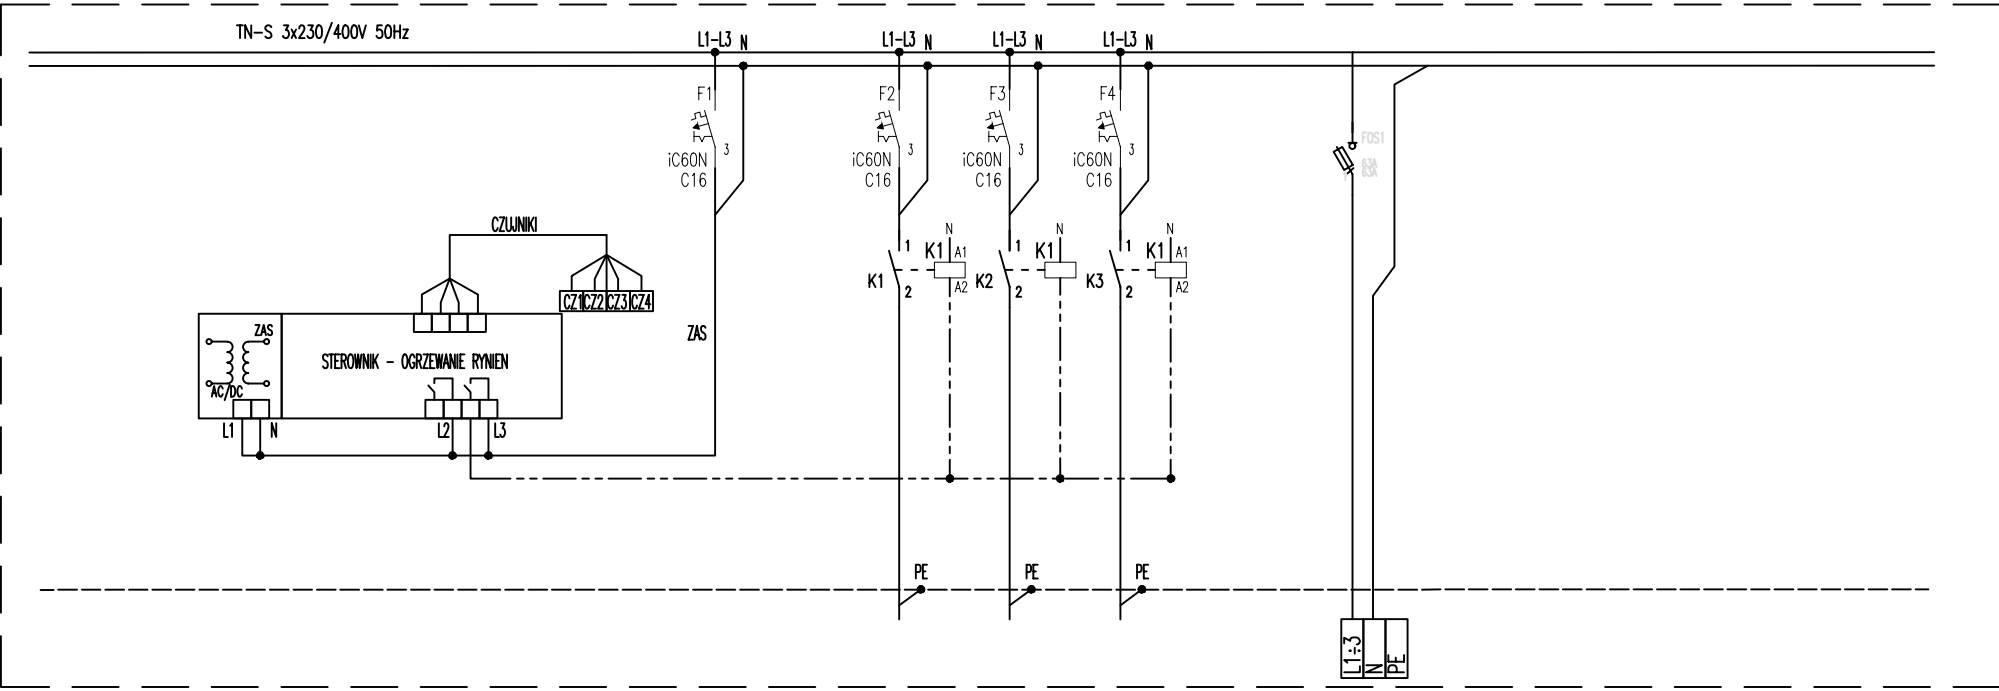 TN-S 3x230/400V 50Hz
L1-L3 N
L1-L3 N
L1-L3 N
L1-L3 N
F1
F2
F3
F4
FOS1
3
3
3
3
iC60N
C16
iC60N
C16
iC60N
C16
iC60N
C16
63A
63A
CZUJNIKI
N
N
N
1
K1
A1
1
K1
1
K1
A1
K1
2
A2
K2
2
K3
2
A2
CZ1 CZ2 CZ3 CZ4
ZAS
ZAS
STEROWNIK - OGRZEWANIE RYNIEN
AC/DC
L1
N
L2
L3
PE
PE
PE
L1÷3
N
PE